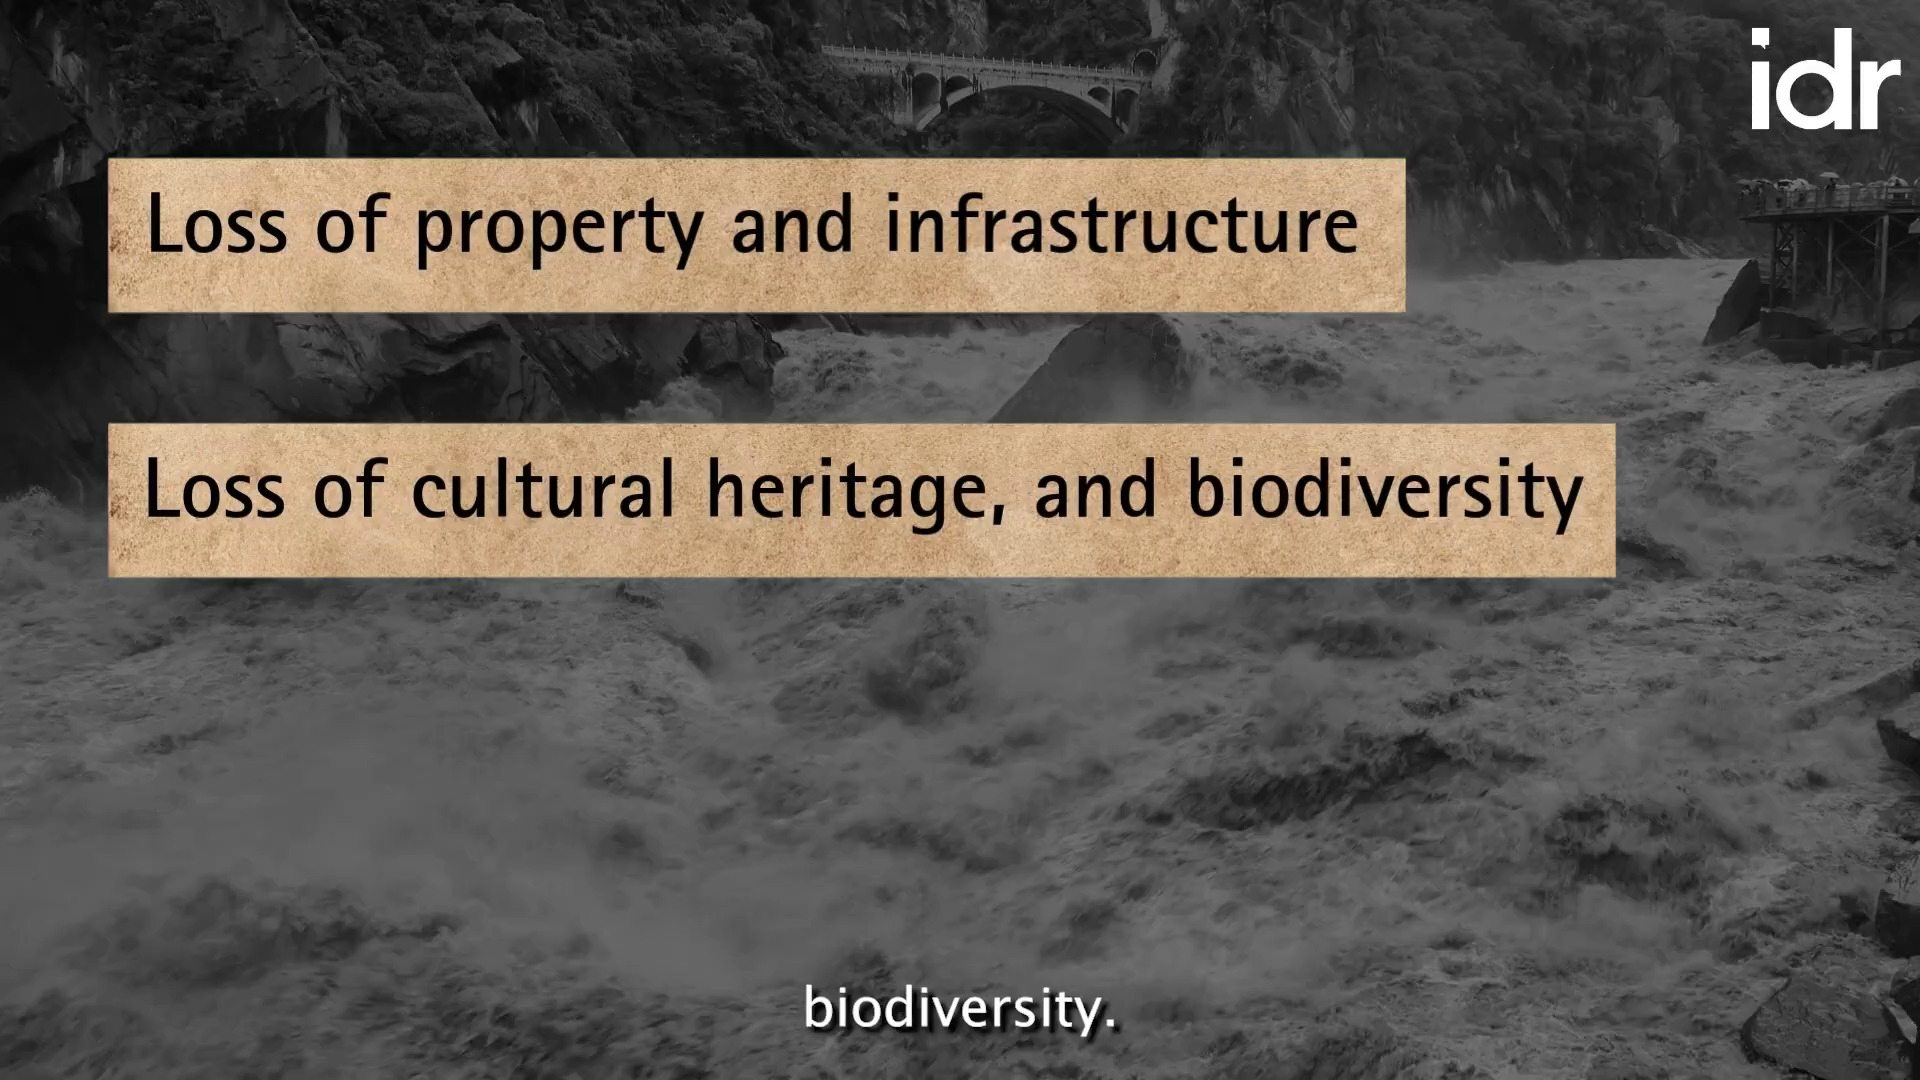 idr
Loss of property and infrastructure
Loss of cultural heritage, and biodiversity
biodiversity.